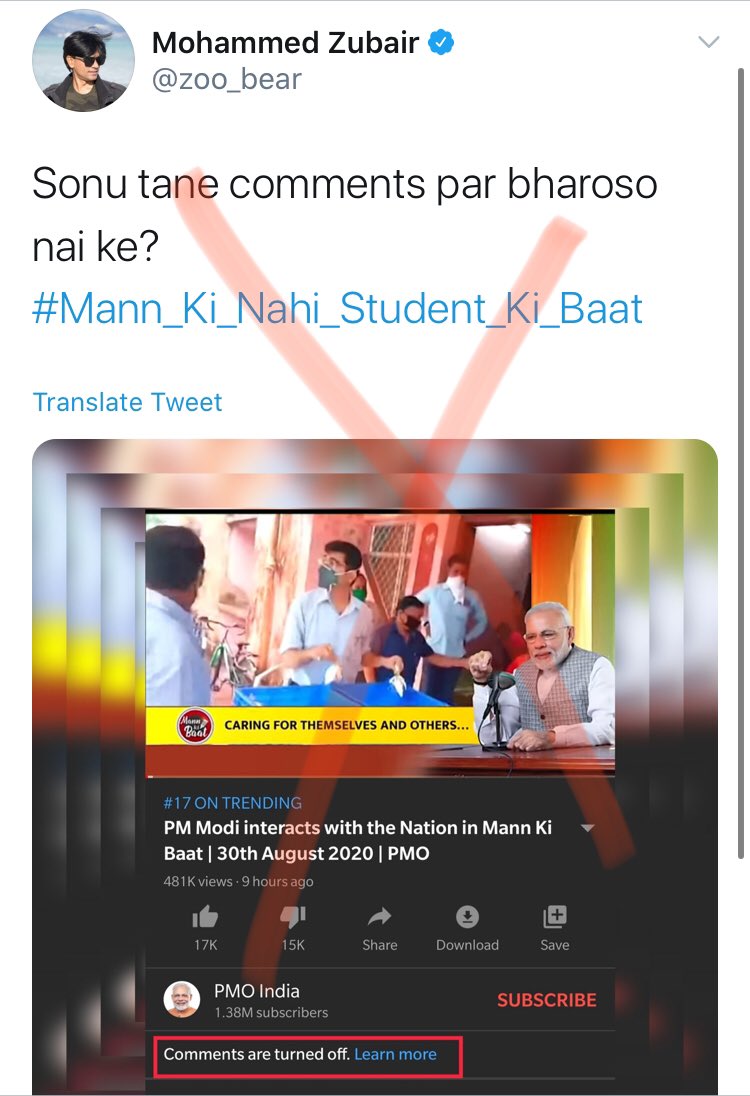 Mohammed Zubair
@zoo_bear
Sonu tane comments par bharoso
nai ke?
#Mann_Ki_Nahi_Student_Ki_Baat
Translate Tweet
Mann
Ki
Baat
CARING FOR THEMSELVES AND OTHERS...
#17 ON TRENDING
PM Modi interacts with the Nation in Mann Ki
Baat | 30th August 2020 | PMO
481K views · 9 hours ago
17K 15K Share Download Save
PMO India
1.38M subscribers
SUBSCRIBE
Comments are turned off. Learn more